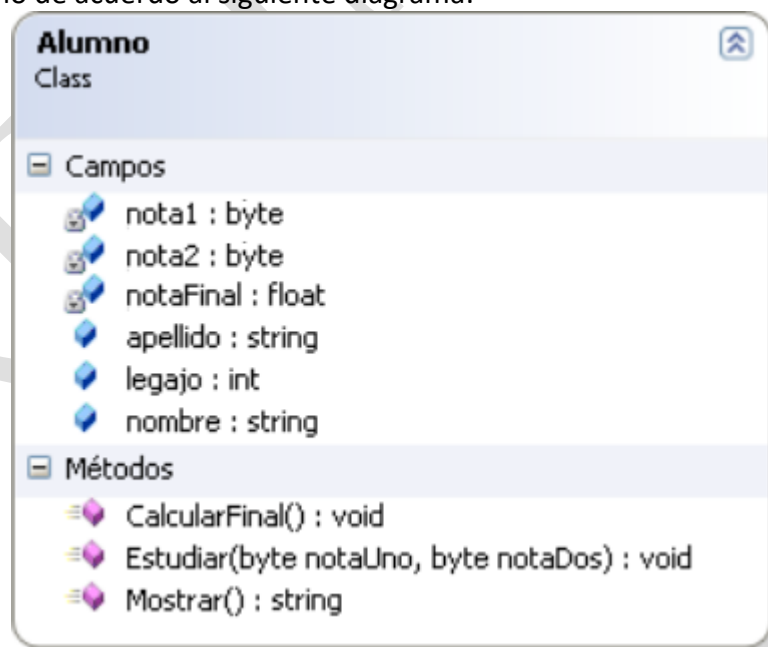 no de acuerdo al siguiente diagrama:
Alumno
Class
Campos
nota1 : byte
nota2 : byte
notaFinal : float
apellido : string
legajo : int
nombre : string
Métodos
CalcularFinal() : void
Estudiar(byte notaUno, byte notaDos) : void
Mostrar() : string